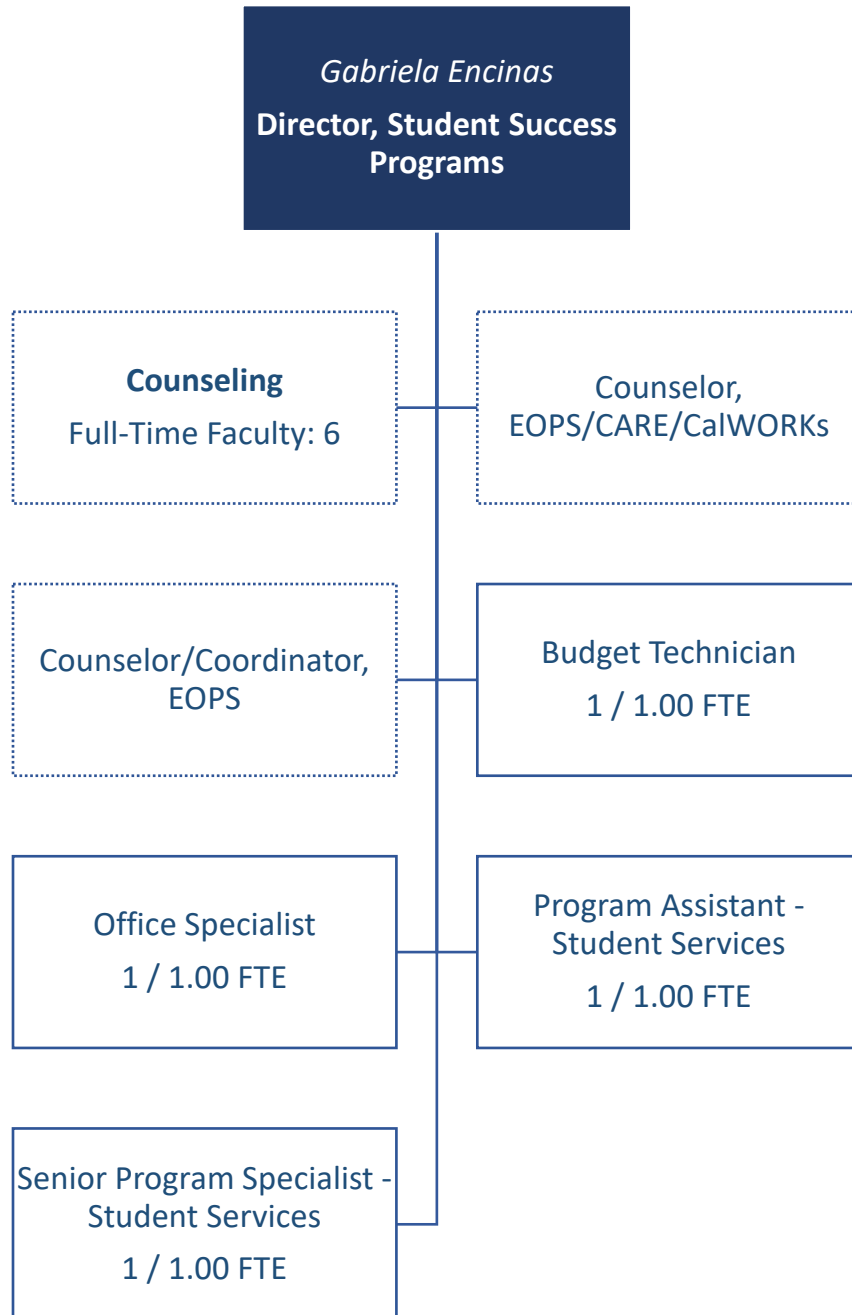 Gabriela Encinas
Director, Student Success
Programs
Counseling
Full-Time Faculty: 6
Counselor,
EOPS/CARE/CalWORKs
Counselor/Coordinator,
EOPS
Budget Technician
1 / 1.00 FTE
Office Specialist
1 / 1.00 FTE
Program Assistant -
Student Services
1 / 1.00 FTE
Senior Program Specialist -
Student Services
1 / 1.00 FTE